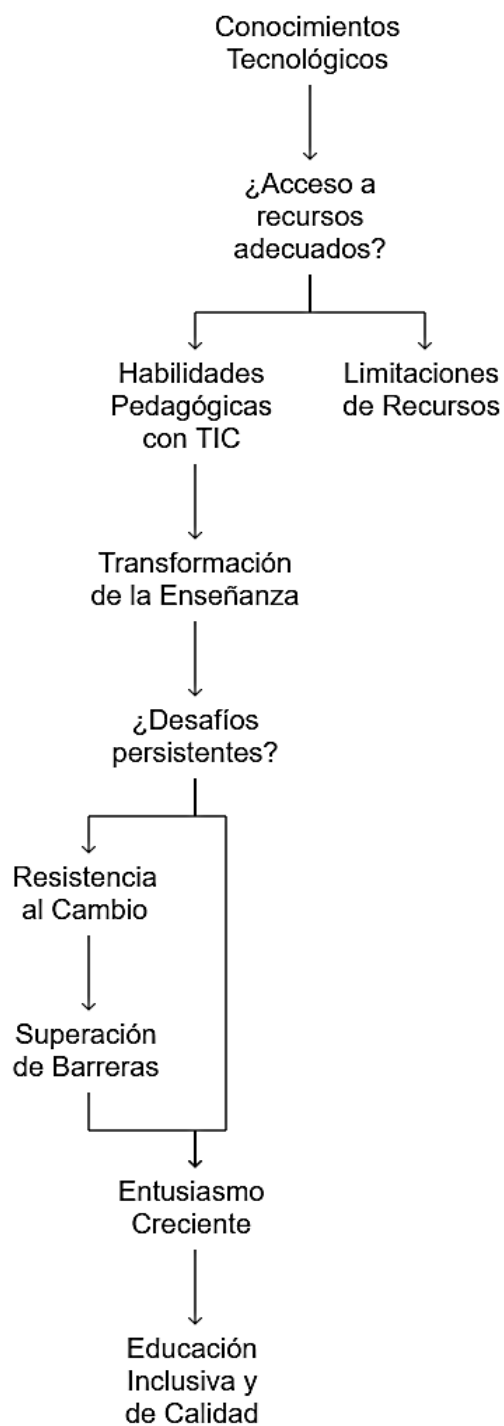 Conocimientos
Tecnológicos
¿Acceso a
recursos
adecuados?
Habilidades
Pedagógicas
con TIC
Limitaciones
de Recursos
Transformación
de la Enseñanza
¿Desafíos
persistentes?
Resistencia
al Cambio
Superación
de Barreras
Entusiasmo
Creciente
Educación
Inclusiva y
de Calidad